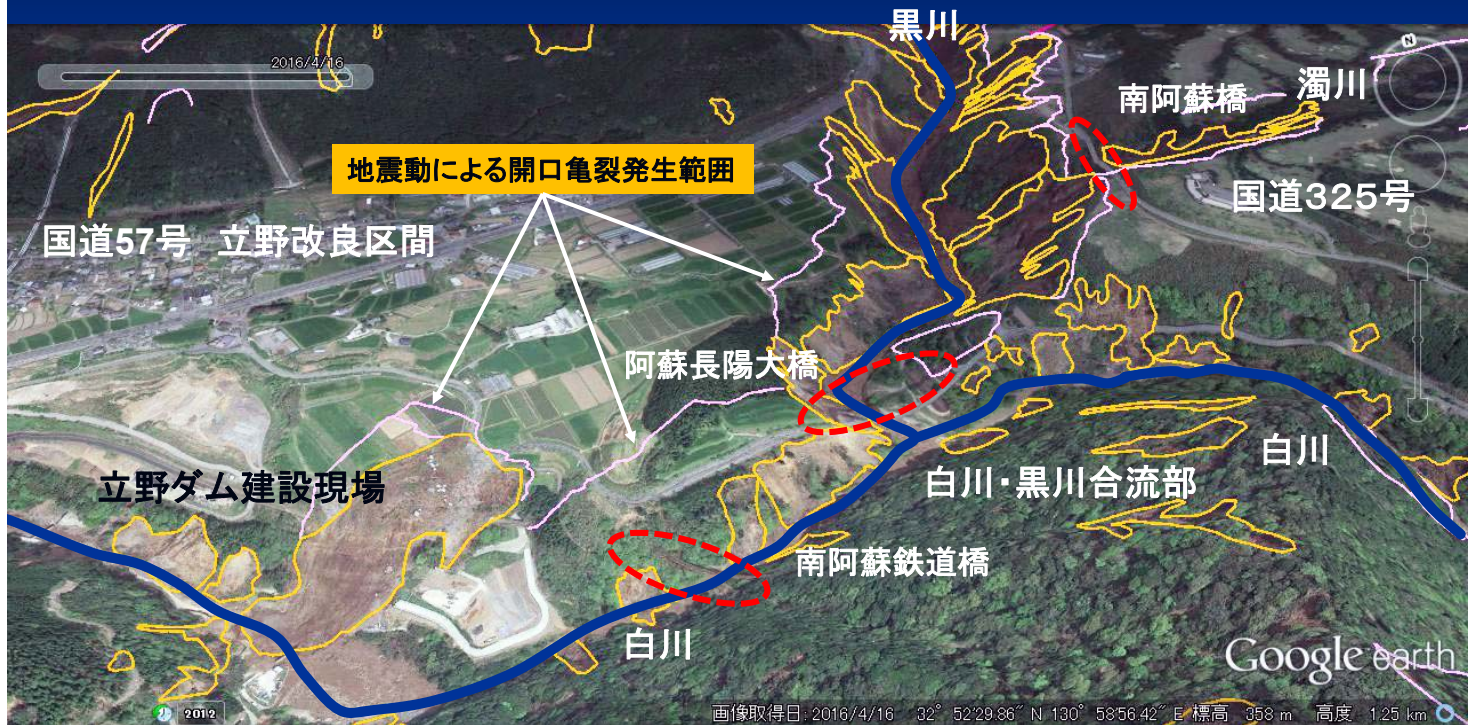 黒川
2016/4/16
南阿蘇橋
濁川
N
地震動による開口亀裂発生範囲
国道325号
国道57号 立野改良区間
阿蘇長陽大橋
立野ダム建設現場
白川・黒川合流部
白川
南阿蘇鉄道橋
白川
Google earth
2012
画像取得日: 2016/4/16 32° 52'29.86" N 130° 58'56.42" E 標高 358 m 高度 1.25 km